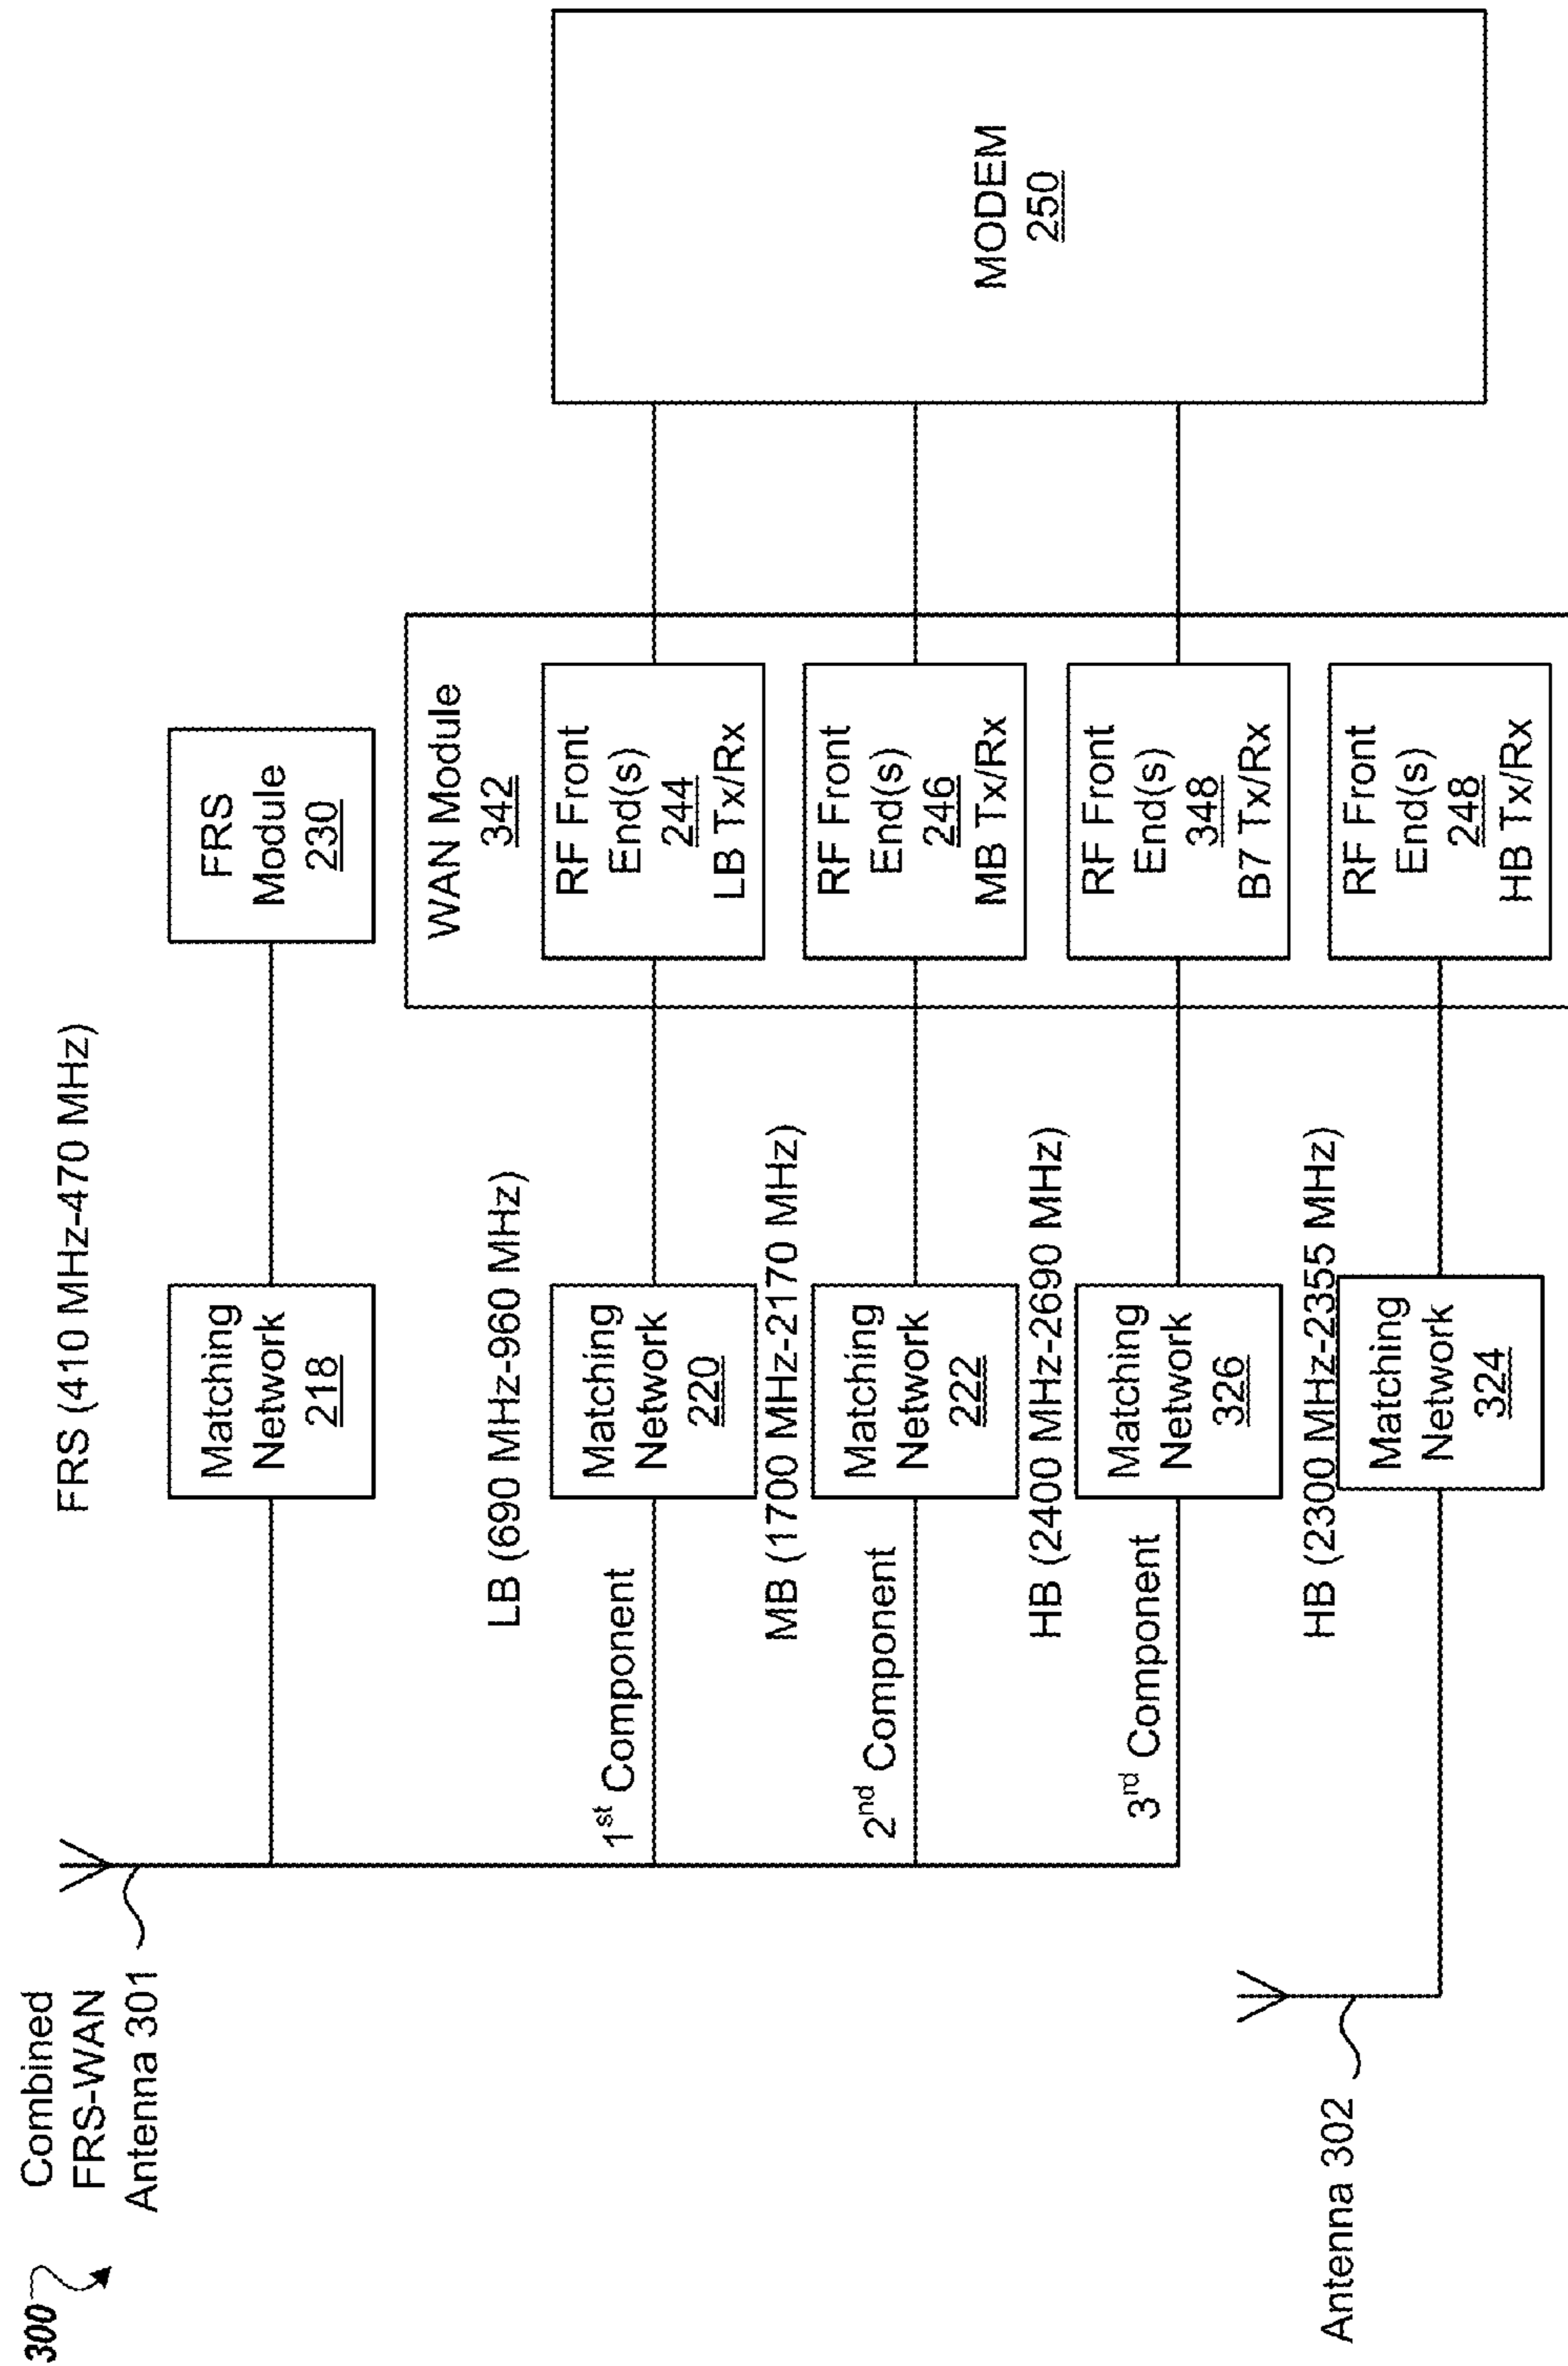 300
Combined
FRS-WAN
Antenna 301
FRS (410 MHz-470 MHz)
Matching
Network
218
FRS
Module
230
WAN Module
342
LB (690 MHz-960 MHz)
1st Component
Matching
Network
220
RF Front
End(s)
244
LB Tx/Rx
MB (1700 MHz-2170 MHz)
2nd Component
Matching
Network
222
RF Front
End(s)
246
MB Tx/Rx
HB (2400 MHz-2690 MHz)
3rd Component
Matching
Network
326
RF Front
End(s)
348
B7 Tx/Rx
HB (2300 MHz-2355 MHz)
Matching
Network
324
RF Front
End(s)
248
HB Tx/Rx
Antenna 302
MODEM
250